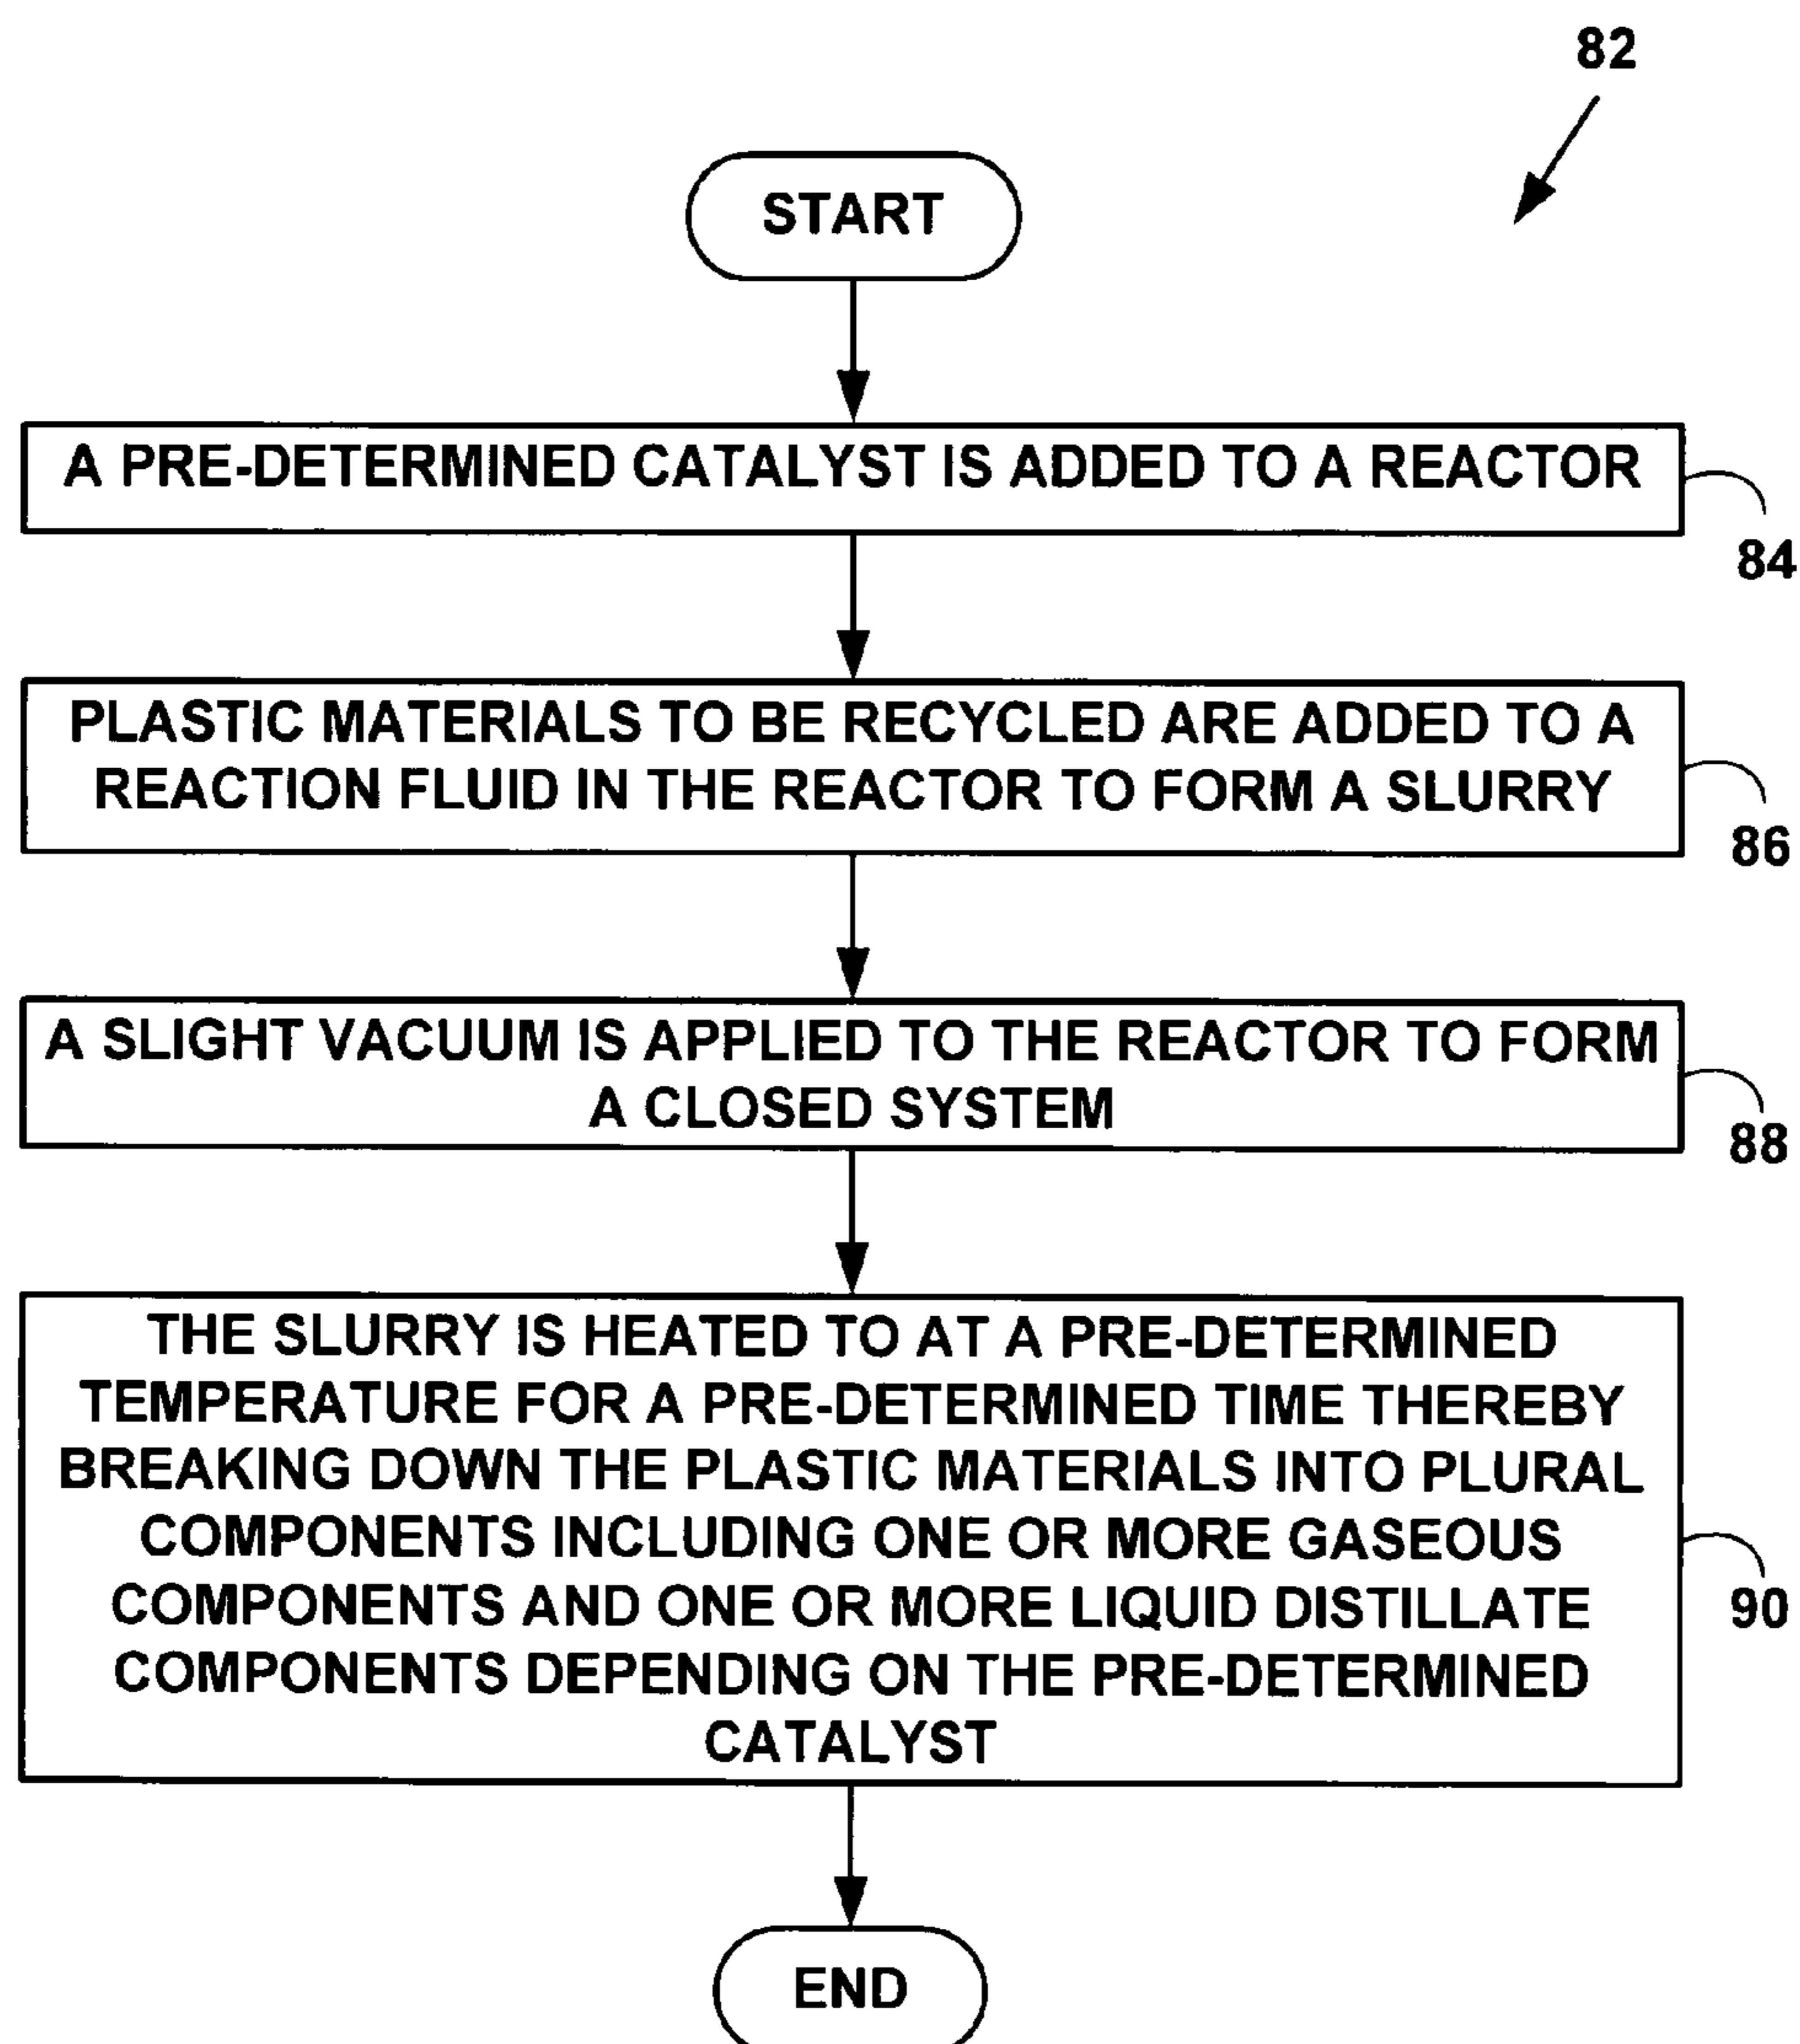 82
START
A PRE-DETERMINED CATALYST IS ADDED TO A REACTOR
84
PLASTIC MATERIALS TO BE RECYCLED ARE ADDED TO A
REACTION FLUID IN THE REACTOR TO FORM A SLURRY
86
A SLIGHT VACUUM IS APPLIED TO THE REACTOR TO FORM
A CLOSED SYSTEM
88
THE SLURRY IS HEATED TO AT A PRE-DETERMINED
TEMPERATURE FOR A PRE-DETERMINED TIME THEREBY
BREAKING DOWN THE PLASTIC MATERIALS INTO PLURAL
COMPONENTS INCLUDING ONE OR MORE GASEOUS
COMPONENTS AND ONE OR MORE LIQUID DISTILLATE
COMPONENTS DEPENDING ON THE PRE-DETERMINED
CATALYST
90
END